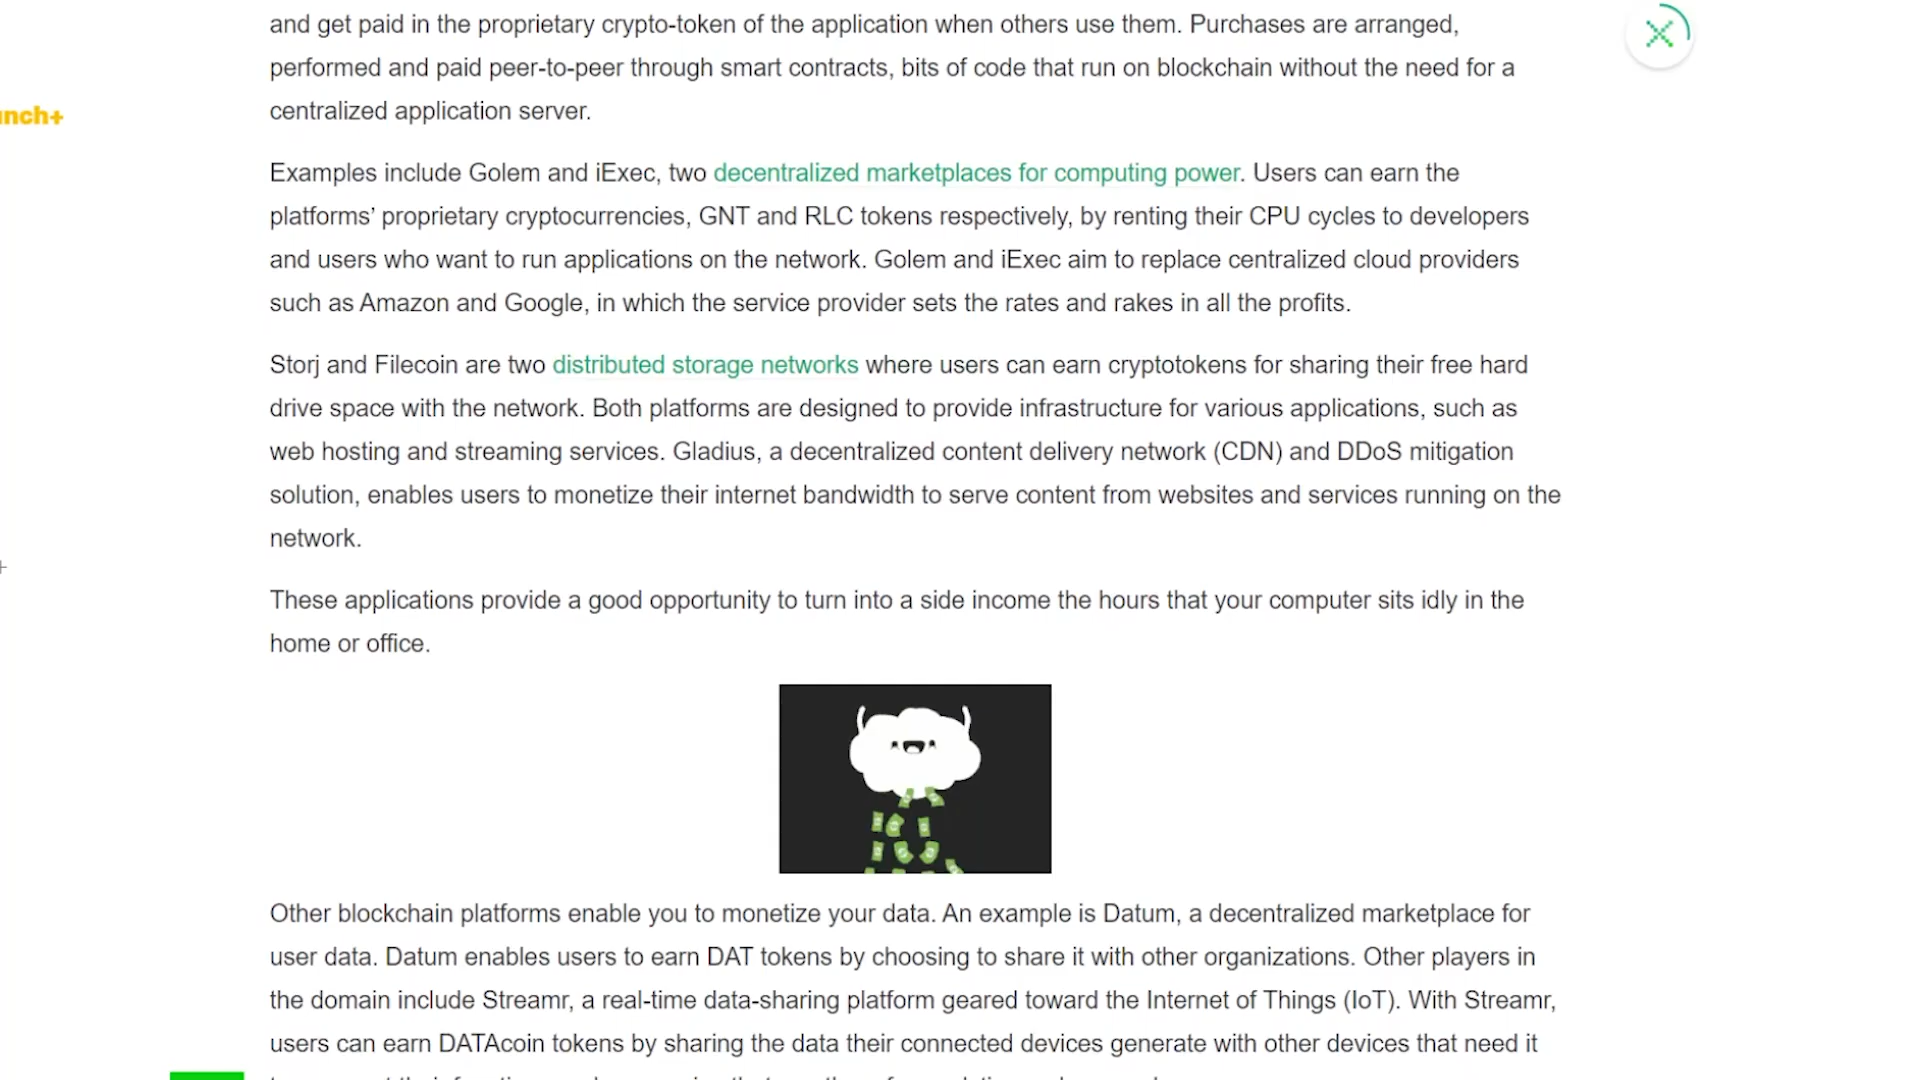 and get paid in the proprietary crypto-token of the application when others use them. Purchases are arranged,
performed and paid peer-to-peer through smart contracts, bits of code that run on blockchain without the need for a
centralized application server.
nch+
Examples include Golem and iExec, two decentralized marketplaces for computing power. Users can earn the
platforms’ proprietary cryptocurrencies, GNT and RLC tokens respectively, by renting their CPU cycles to developers
and users who want to run applications on the network. Golem and iExec aim to replace centralized cloud providers
such as Amazon and Google, in which the service provider sets the rates and rakes in all the profits.
Storj and Filecoin are two distributed storage networks where users can earn cryptotokens for sharing their free hard
drive space with the network. Both platforms are designed to provide infrastructure for various applications, such as
web hosting and streaming services. Gladius, a decentralized content delivery network (CDN) and DDoS mitigation
solution, enables users to monetize their internet bandwidth to serve content from websites and services running on the
network.
These applications provide a good opportunity to turn into a side income the hours that your computer sits idly in the
home or office.
Other blockchain platforms enable you to monetize your data. An example is Datum, a decentralized marketplace for
user data. Datum enables users to earn DAT tokens by choosing to share it with other organizations. Other players in
the domain include Streamr, a real-time data-sharing platform geared toward the Internet of Things (IoT). With Streamr,
users can earn DATAcoin tokens by sharing the data their connected devices generate with other devices that need it